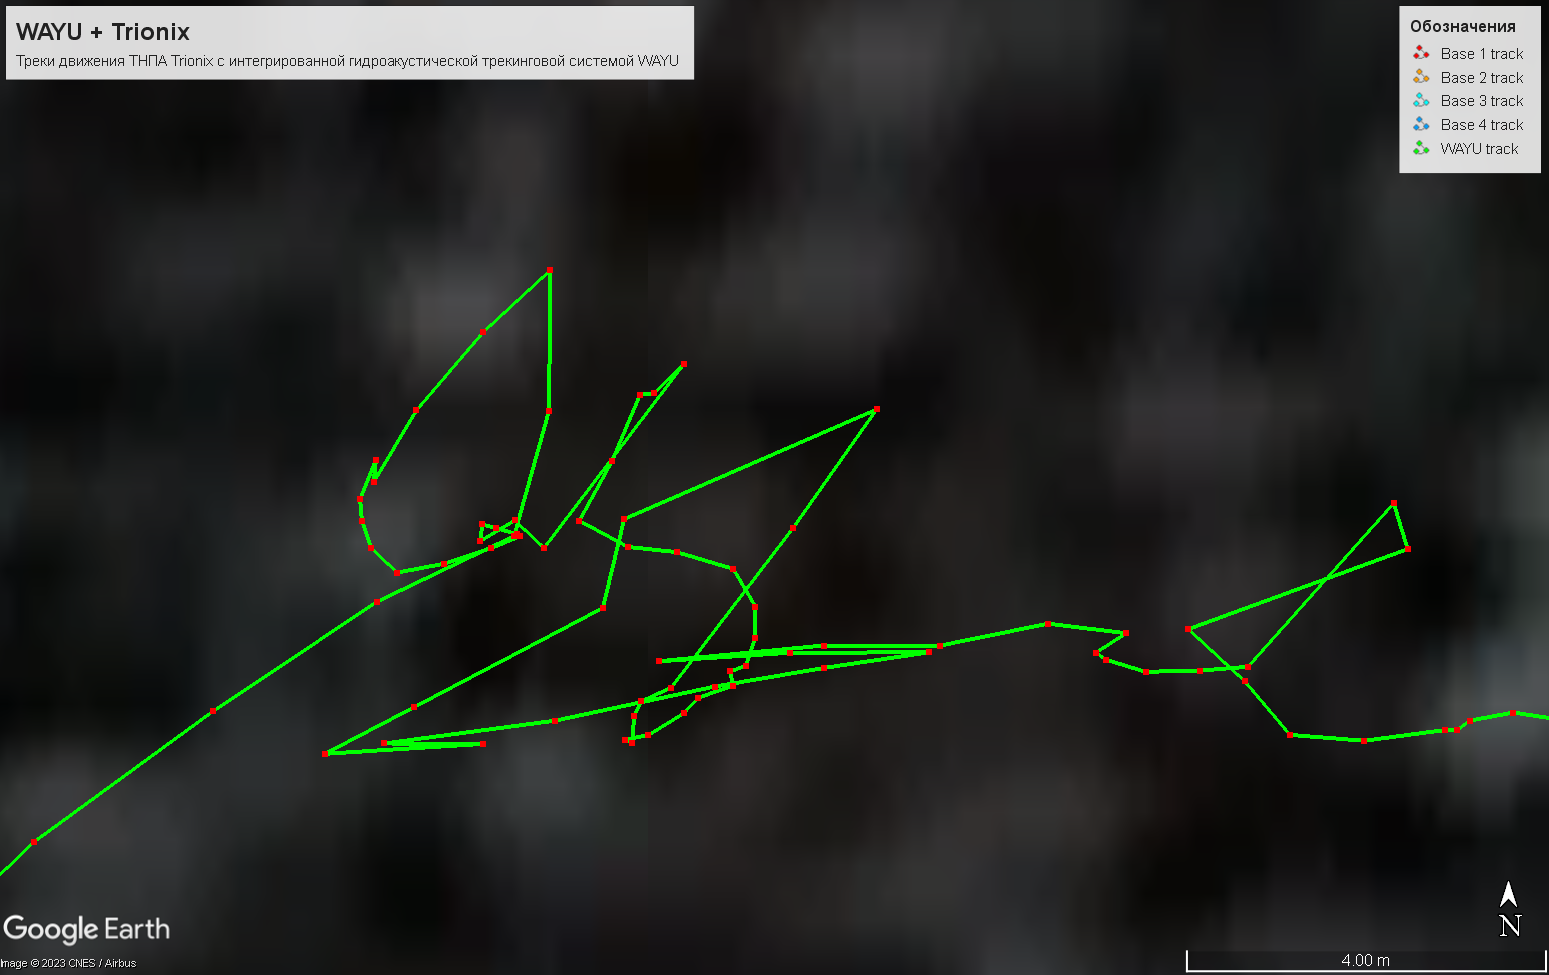 WAYU + Trionix
Треки движения ТНПА Trionix с интегрированной гидроакустической трекинговой системой WAYU
Обозначения
Base 1 track
Base 2 track
Base 3 track
Base 4 track
WAYU track
N
Google Earth
mage © 2023 CNES / Airbus
4.00 m